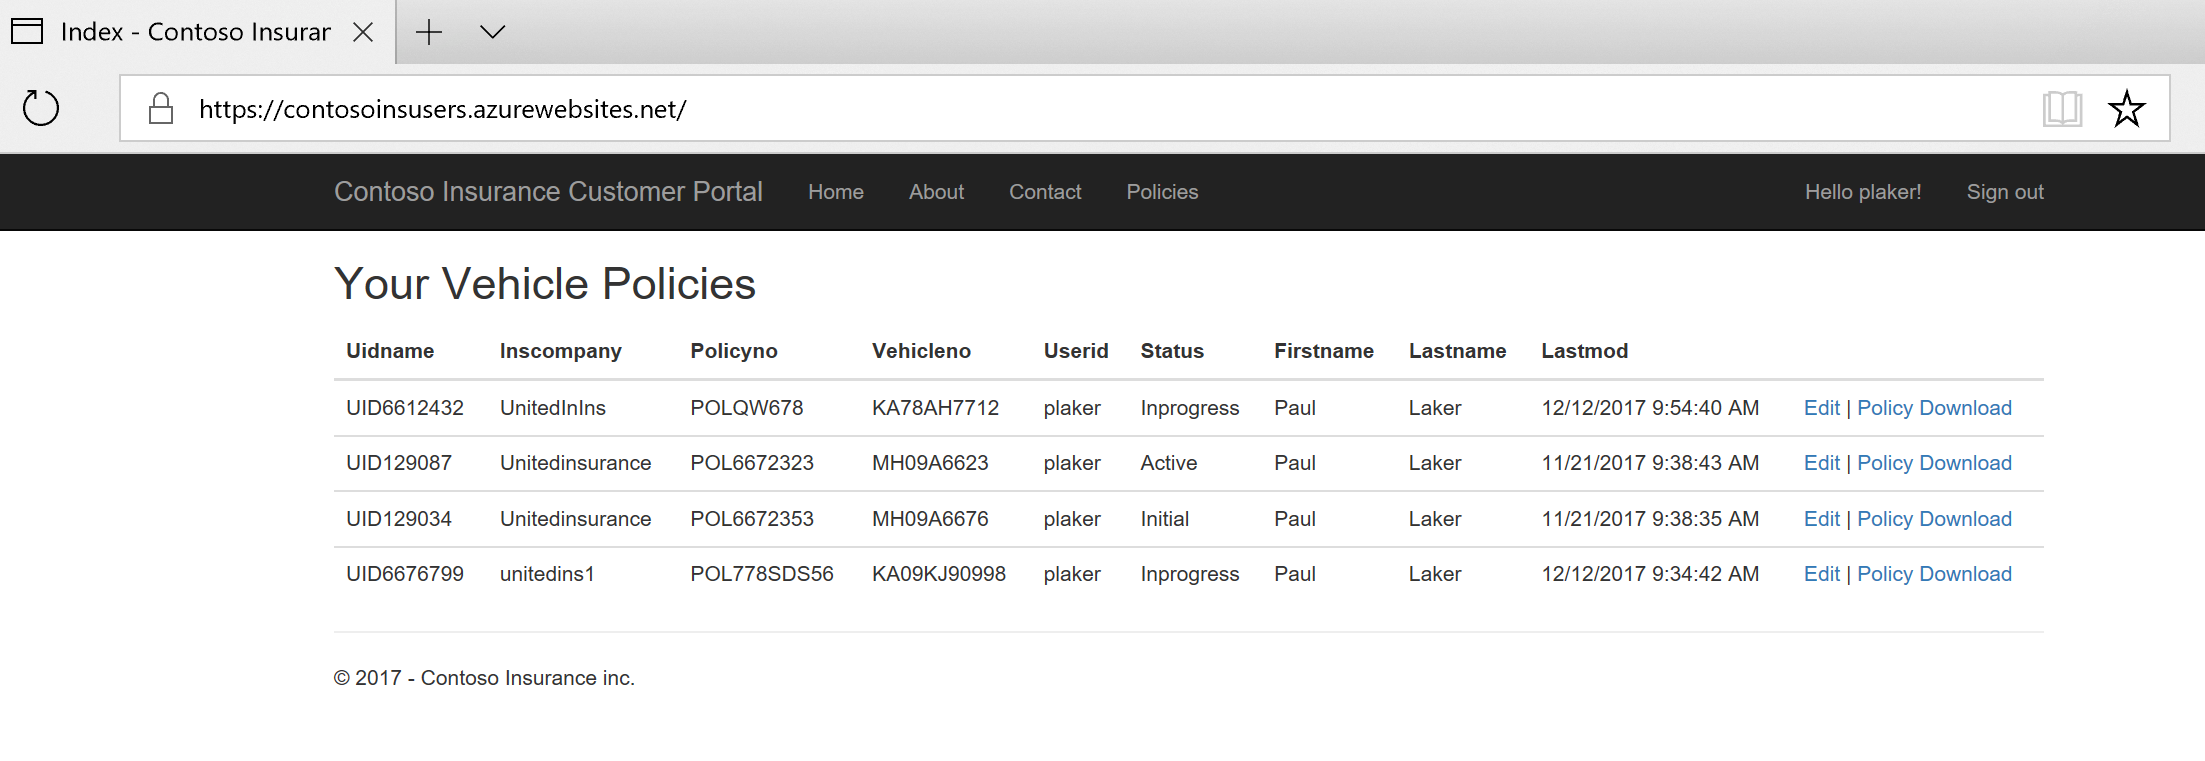 Index - Contoso Insurar
https://contosoinsusers.azurewebsites.net/
Contoso Insurance Customer Portal Home About Contact Policies Hello plaker! Sign out
Your Vehicle Policies
Uidname Inscompany Policyno Vehicleno Userid Status Firstname Lastname Lastmod
UID6612432 UnitedInIns POLQW678 KA78AH7712 plaker Inprogress Paul Laker 12/12/2017 9:54:40 AM Edit | Policy Download
UID129087 Unitedinsurance POL6672323 MH09A6623 plaker Active Paul Laker 11/21/2017 9:38:43 AM Edit | Policy Download
UID129034 Unitedinsurance POL6672353 MH09A6676 plaker Initial Paul Laker 11/21/2017 9:38:35 AM Edit | Policy Download
UID6676799 unitedins1 POL778SDS56 KA09KJ90998 plaker Inprogress Paul Laker 12/12/2017 9:34:42 AM Edit | Policy Download
© 2017 - Contoso Insurance inc.